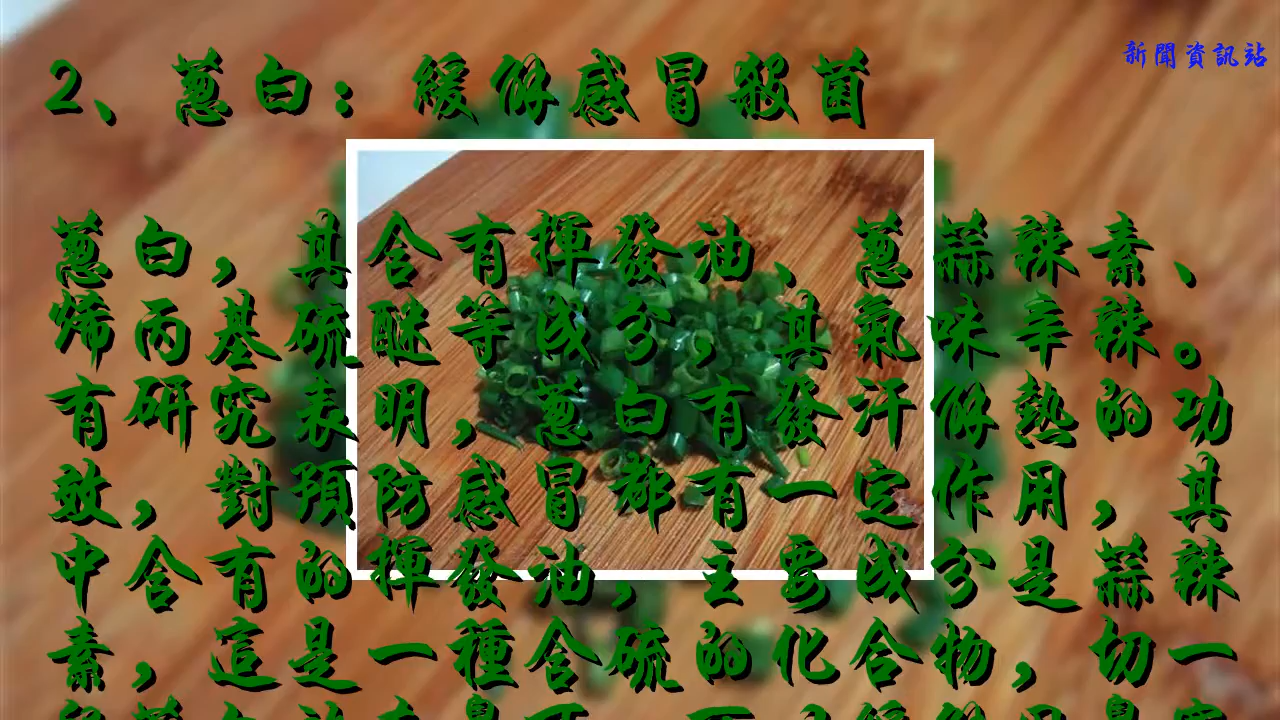 新聞資訊站
2、蔥白：緩解感冒殺菌
蔥白，其含有揮發油、蔥蒜辣素、
烯丙基硫醚等成分，其氣味辛辣。
有研究表明，蔥白有發汗解熱的功
效，對預防感冒都有一定作用，其
中含有的揮發油，主要成分是蒜辣
素，這是一種含硫的化合物，切一